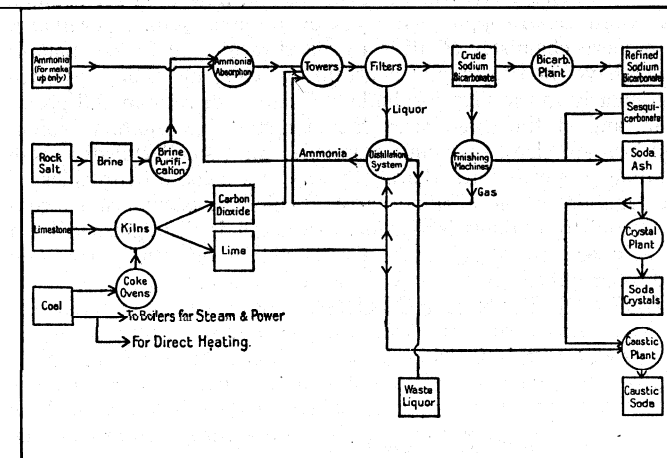 Ammonia
(For make
up only)
Ammonia
Absorption
Towers
Filters
Crude
Sodium
Bicarbonate
Bicarb.
Plant
Refined
Sodium
Bicarbonate
Sesqui-
carbonate
Liquor
Rock
Salt
Brine
Brine
Purifi-
cation
Ammonia
Distillation
System
Finishing
Machines
Soda
Ash
Gas
Carbon
Dioxide
Limestone
Kilns
Lime
Crystal
Plant
Coke
Ovens
Coal
To Boilers for Steam & Power
For Direct Heating.
Soda
Crystals
Caustic
Plant
Waste
Liquor
Caustic
Soda